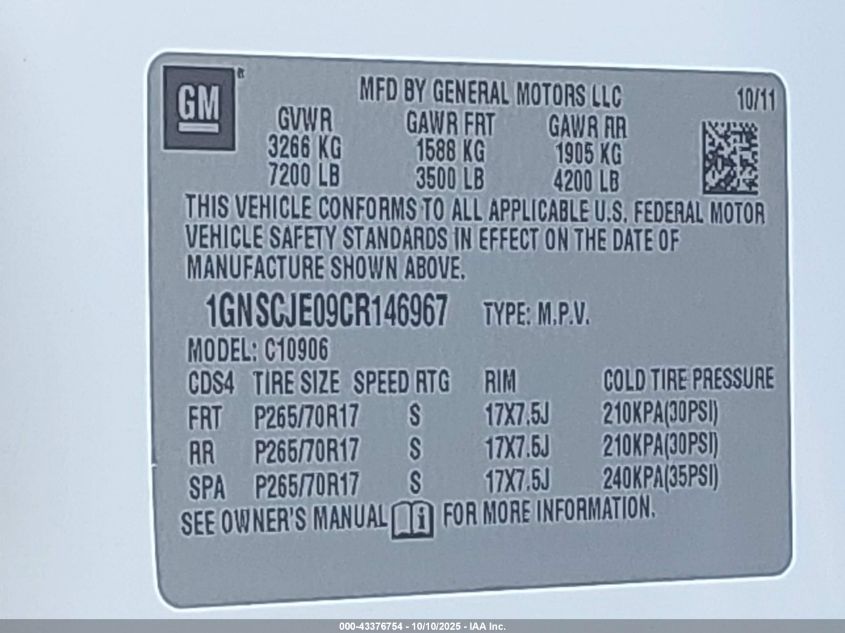 GM
®
MFD BY GENERAL MOTORS LLC
10/11
GVWR GAWR FRT GAWR RR
3266 KG 1588 KG 1905 KG
7200 LB 3500 LB 4200 LB
THIS VEHICLE CONFORMS TO ALL APPLICABLE U.S. FEDERAL MOTOR
VEHICLE SAFETY STANDARDS IN EFFECT ON THE DATE OF
MANUFACTURE SHOWN ABOVE.
1GNSCJE09CR146967 TYPE: M.P.V.
MODEL: C10906
CDS4 TIRE SIZE SPEED RTG RIM COLD TIRE PRESSURE
FRT P265/70R17 S 17X7.5J 210KPA(30PSI)
RR P265/70R17 S 17X7.5J 210KPA(30PSI)
SPA P265/70R17 S 17X7.5J 240KPA(35PSI)
SEE OWNER'S MANUAL i FOR MORE INFORMATION.
000-43376754 - 10/10/2025 - IAA Inc.